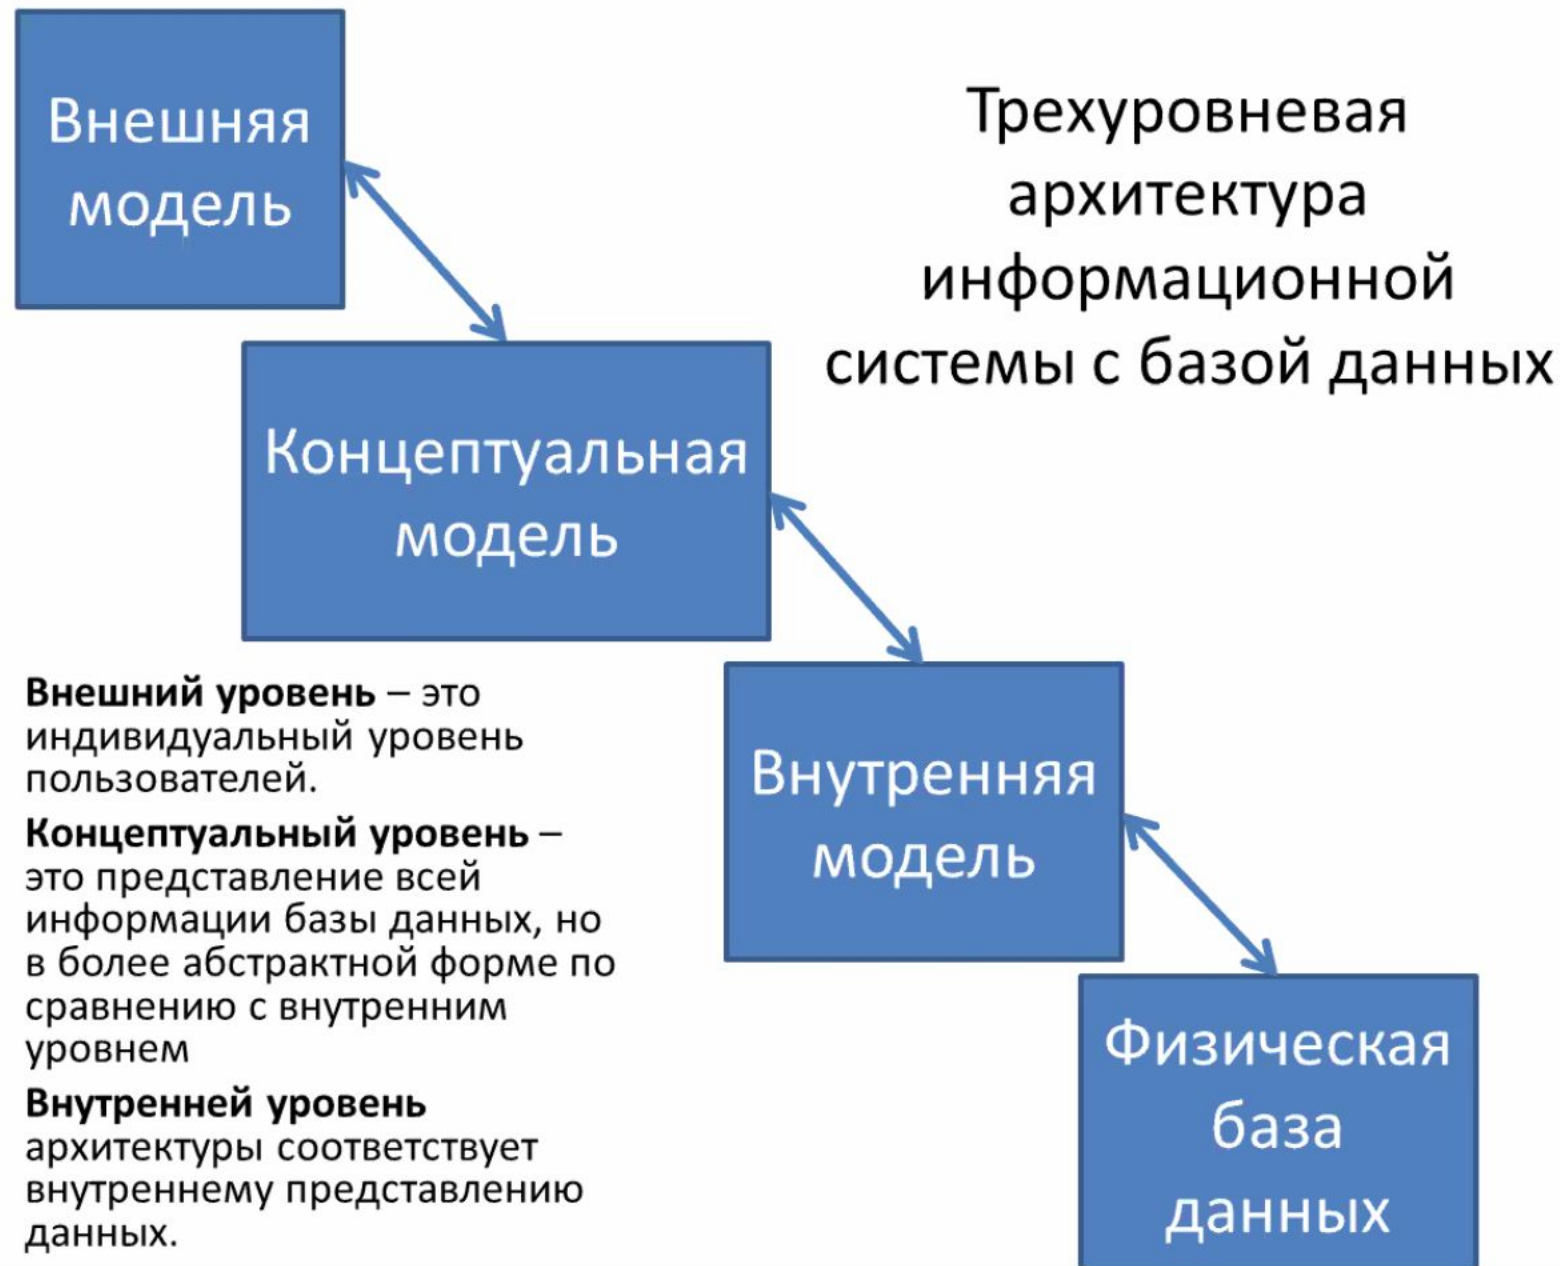 Внешняя
модель
Трехуровневая
архитектура
информационной
системы с базой данных
Концептуальная
модель
Внешний уровень – это
индивидуальный уровень
пользователей.
Концептуальный уровень –
это представление всей
информации базы данных, но
в более абстрактной форме по
сравнению с внутренним
уровнем
Внутренней уровень
архитектуры соответствует
внутреннему представлению
данных.
Внутренняя
модель
Физическая
база
данных